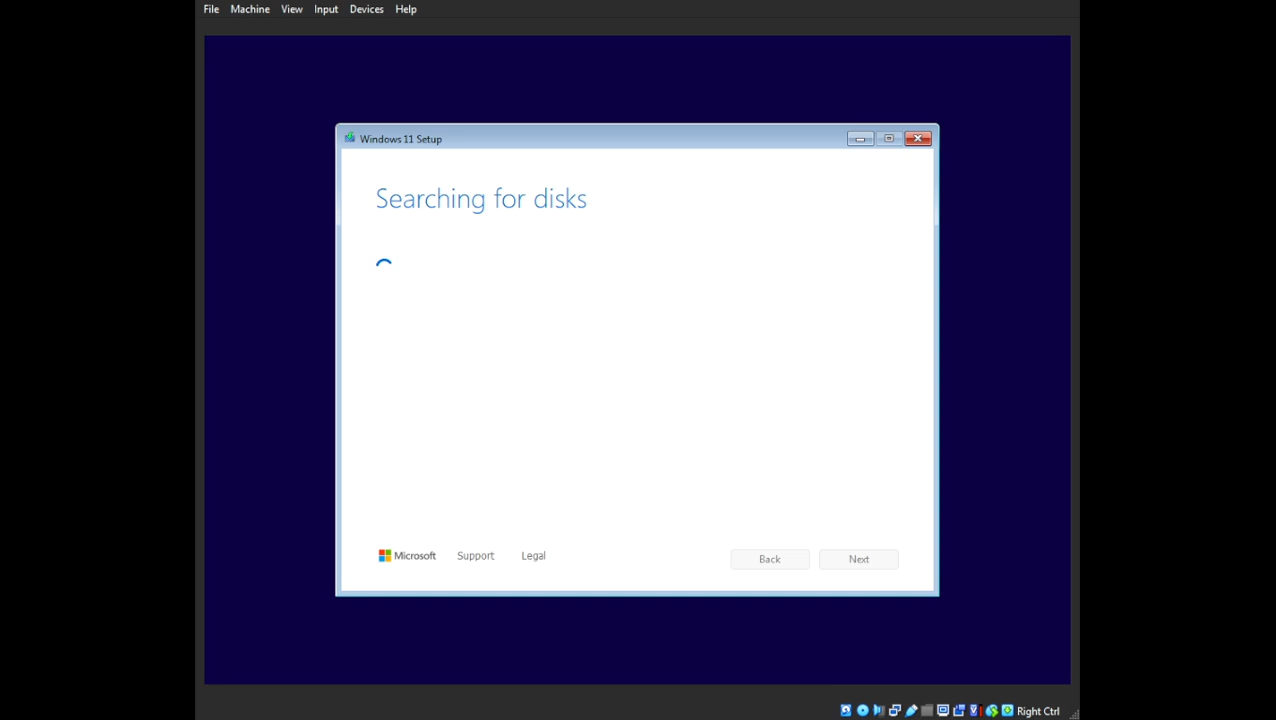 File Machine View Input Devices Help
Windows 11 Setup
Searching for disks
Microsoft Support Legal Back Next
Right Ctrl